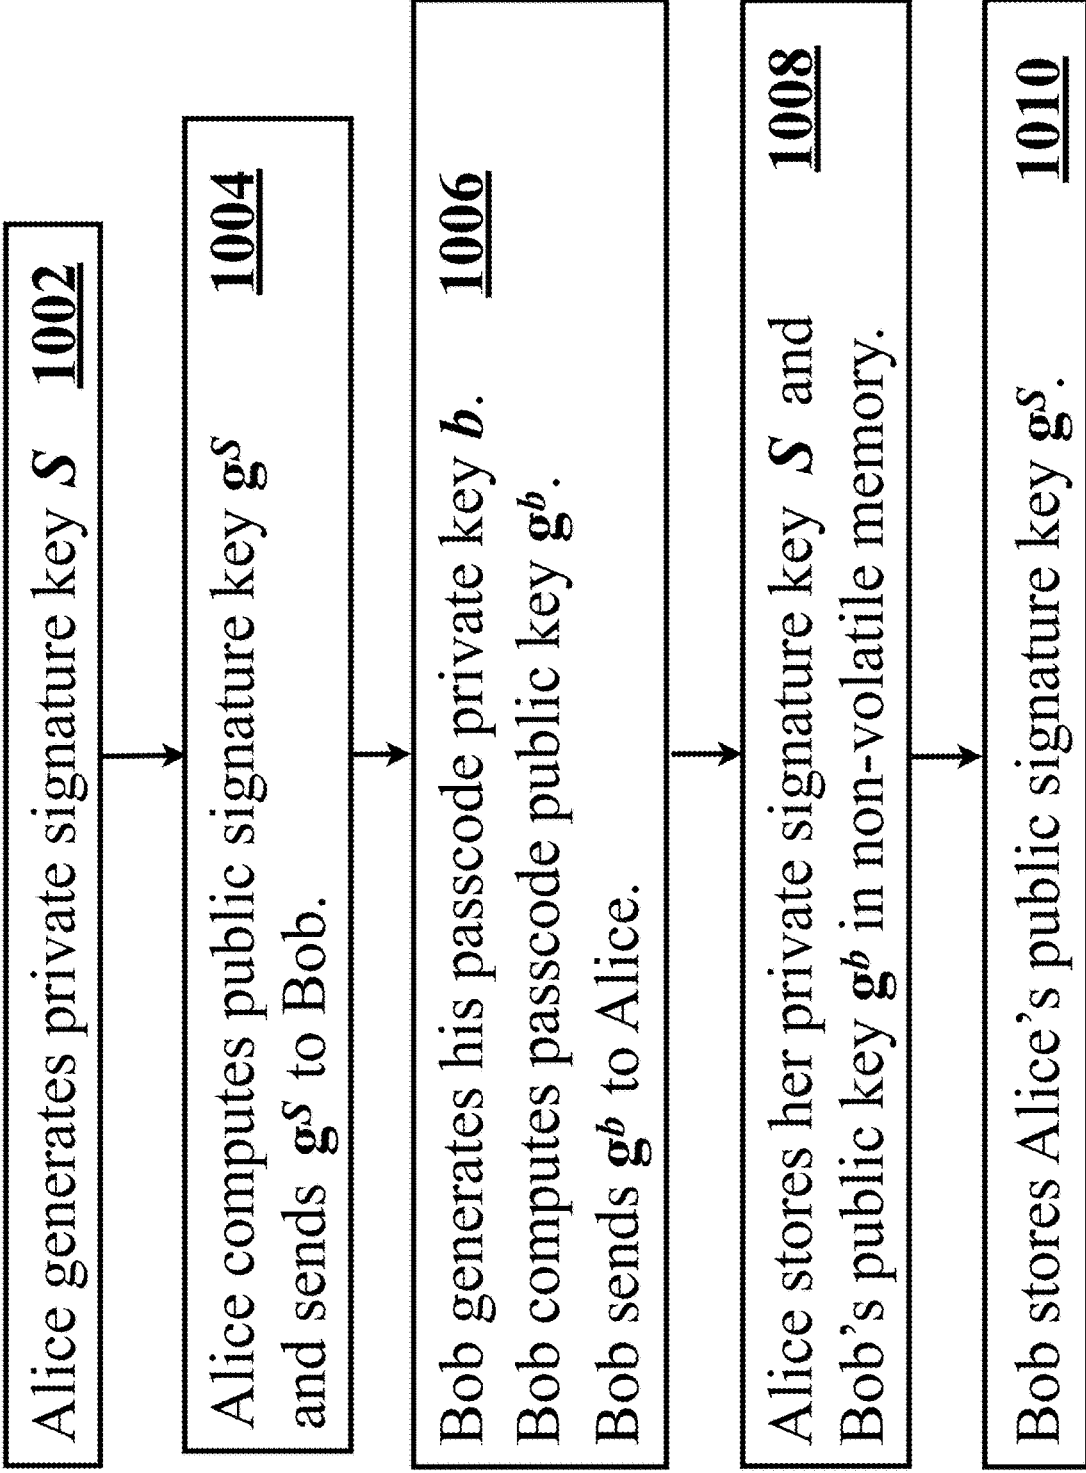 Alice generates private signature key S 1002
Alice computes public signature key g^S 1004
and sends g^S to Bob.
Bob generates his passcode private key b. 1006
Bob computes passcode public key g^b.
Bob sends g^b to Alice.
Alice stores her private signature key S and 1008
Bob's public key g^b in non-volatile memory.
Bob stores Alice’s public signature key g^S. 1010